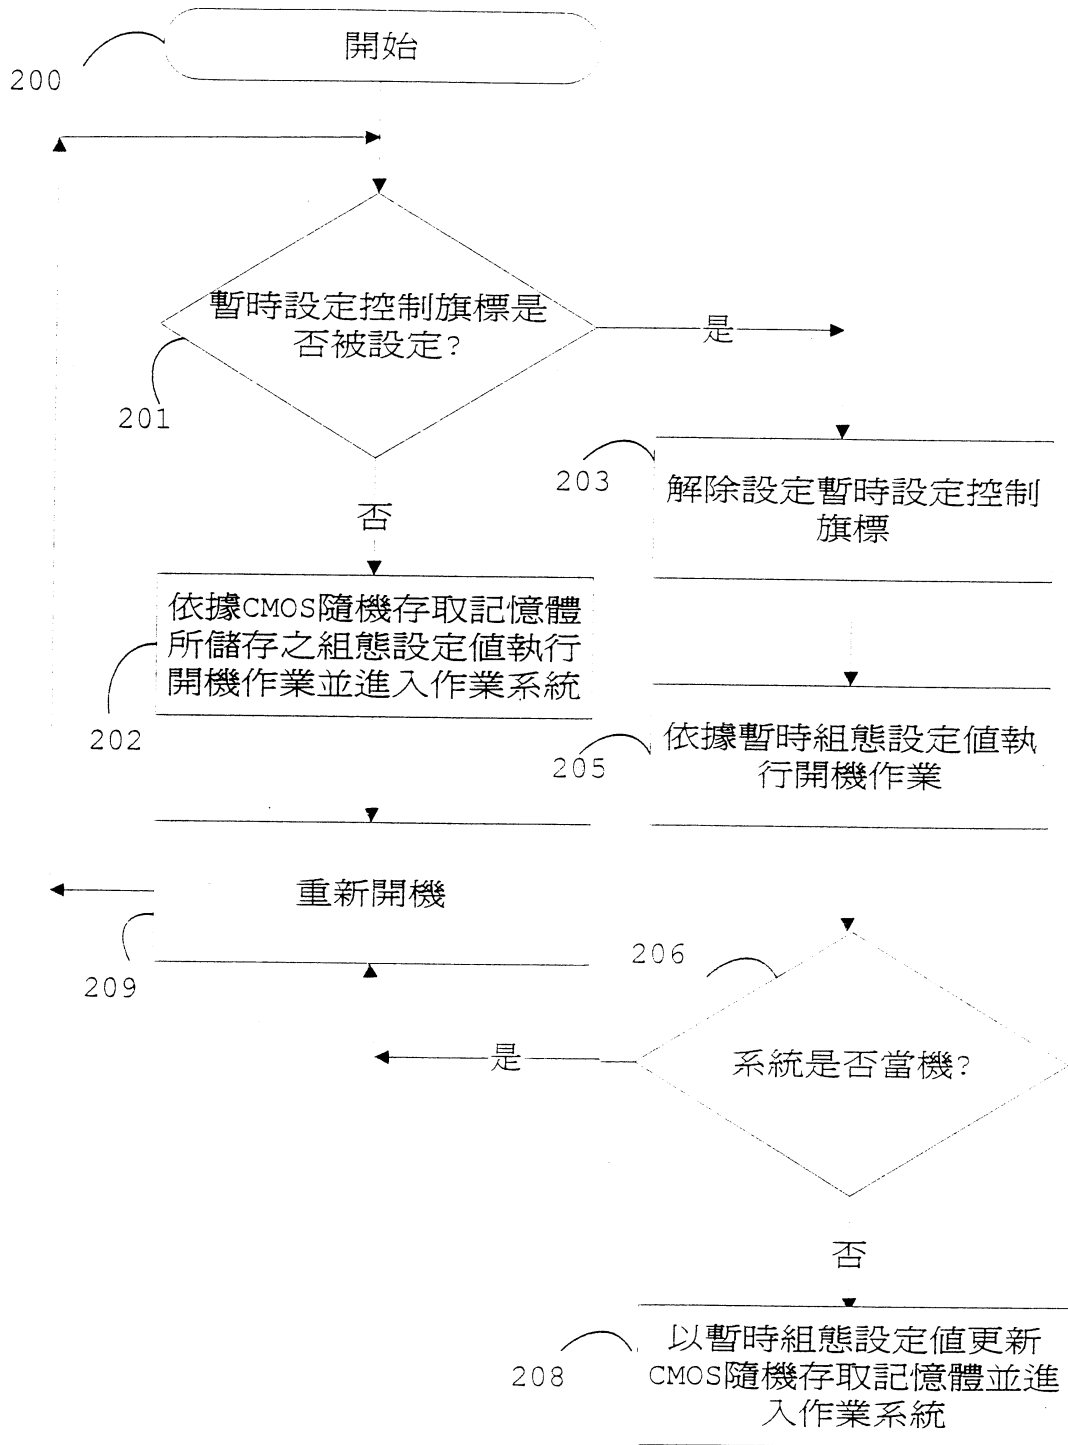 開始
200
暫時設定控制旗標是
否被設定?
是
201
203
解除設定暫時設定控制
旗標
否
依據CMOS隨機存取記憶體
所儲存之組態設定值執行
開機作業並進入作業系統
202
205
依據暫時組態設定值執
行開機作業
重新開機
209
206
系統是否當機?
是
否
208
以暫時組態設定值更新
CMOS隨機存取記憶體並進
入作業系統